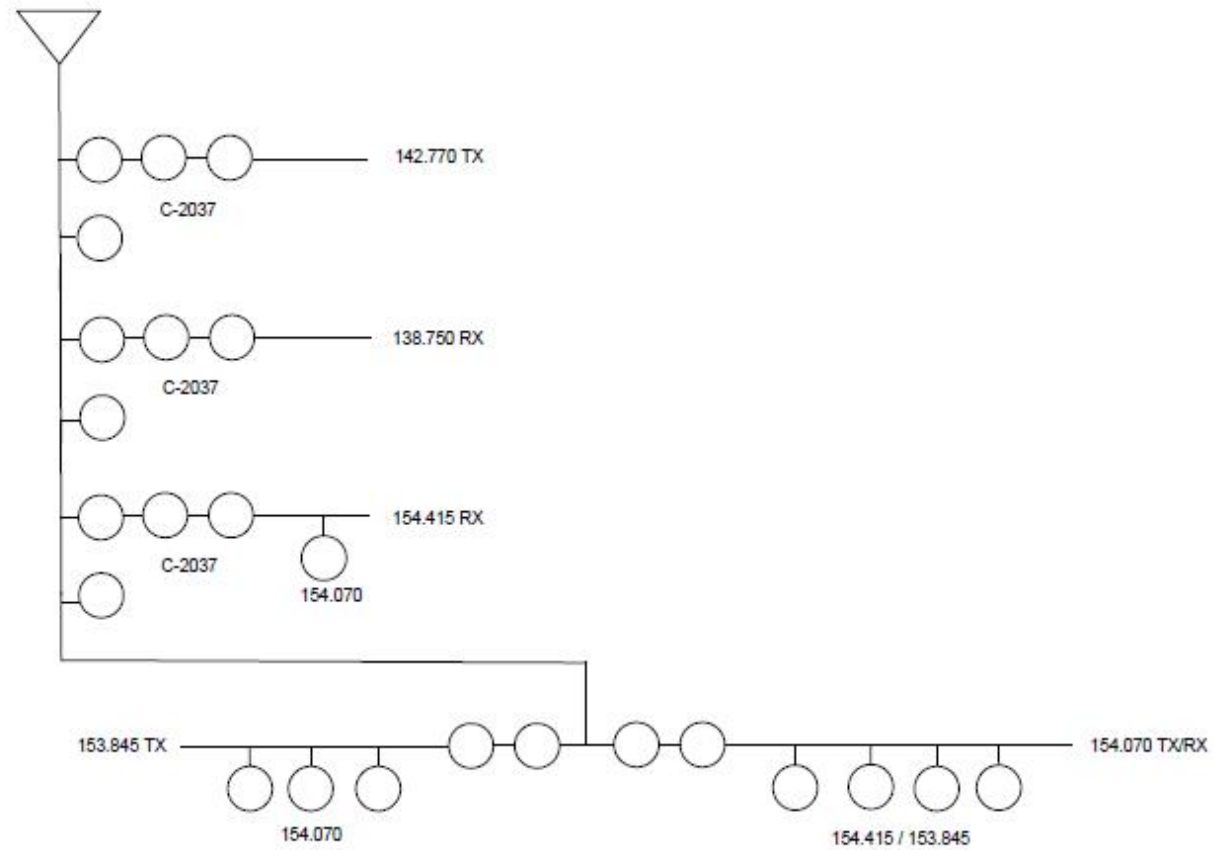 142.770 TX
C-2037
138.750 RX
C-2037
154.415 RX
C-2037
154.070
153.845 TX
154.070 TX/RX
154.070
154.415 / 153.845